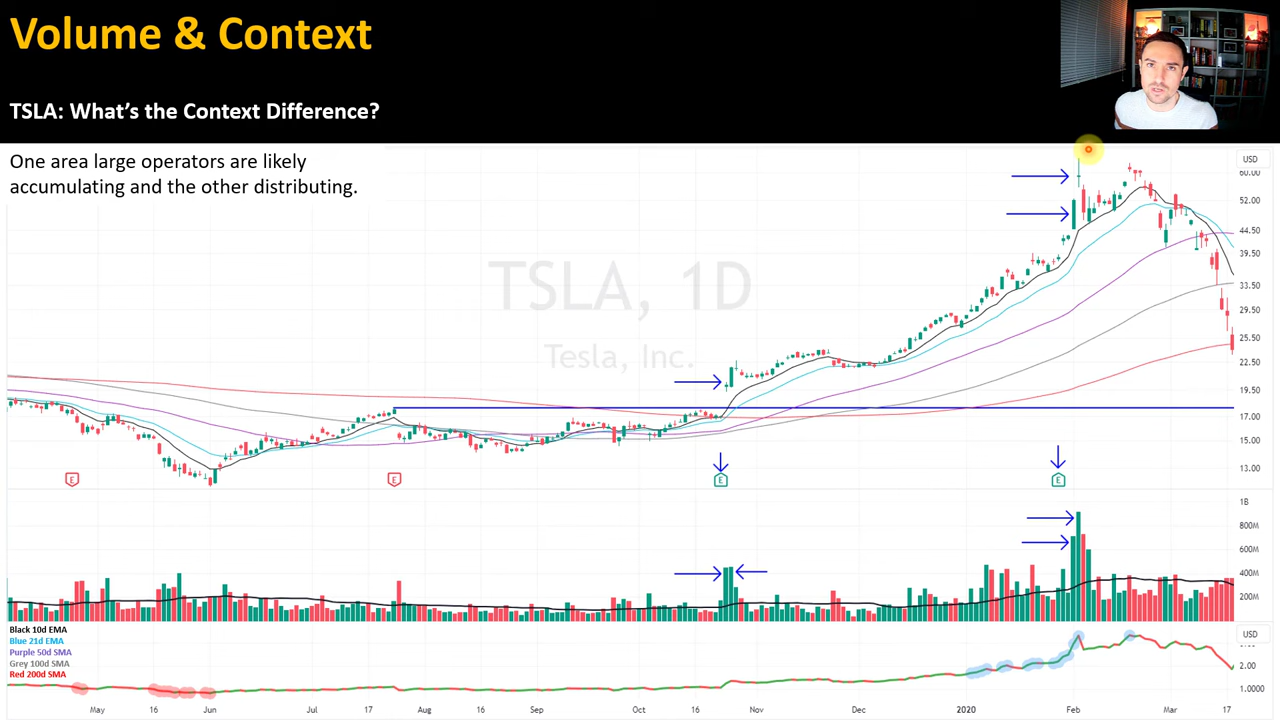 Volume & Context
TSLA: What's the Context Difference?
One area large operators are likely
accumulating and the other distributing.
TSLA, 1D
Tesla, Inc.
USD
60.00
52.00
44.50
39.50
33.50
29.50
25.50
22.50
19.50
17.00
15.00
13.00
E
E
E
E
1B
800M
600M
400M
200M
Black 10d EMA
Blue 21d EMA
Purple 50d SMA
Grey 100d SMA
Red 200d SMA
USD
2.00
1.0000
May 16 Jun Jul 17 Aug 16 Sep Oct 16 Nov Dec 2020 Feb Mar 17